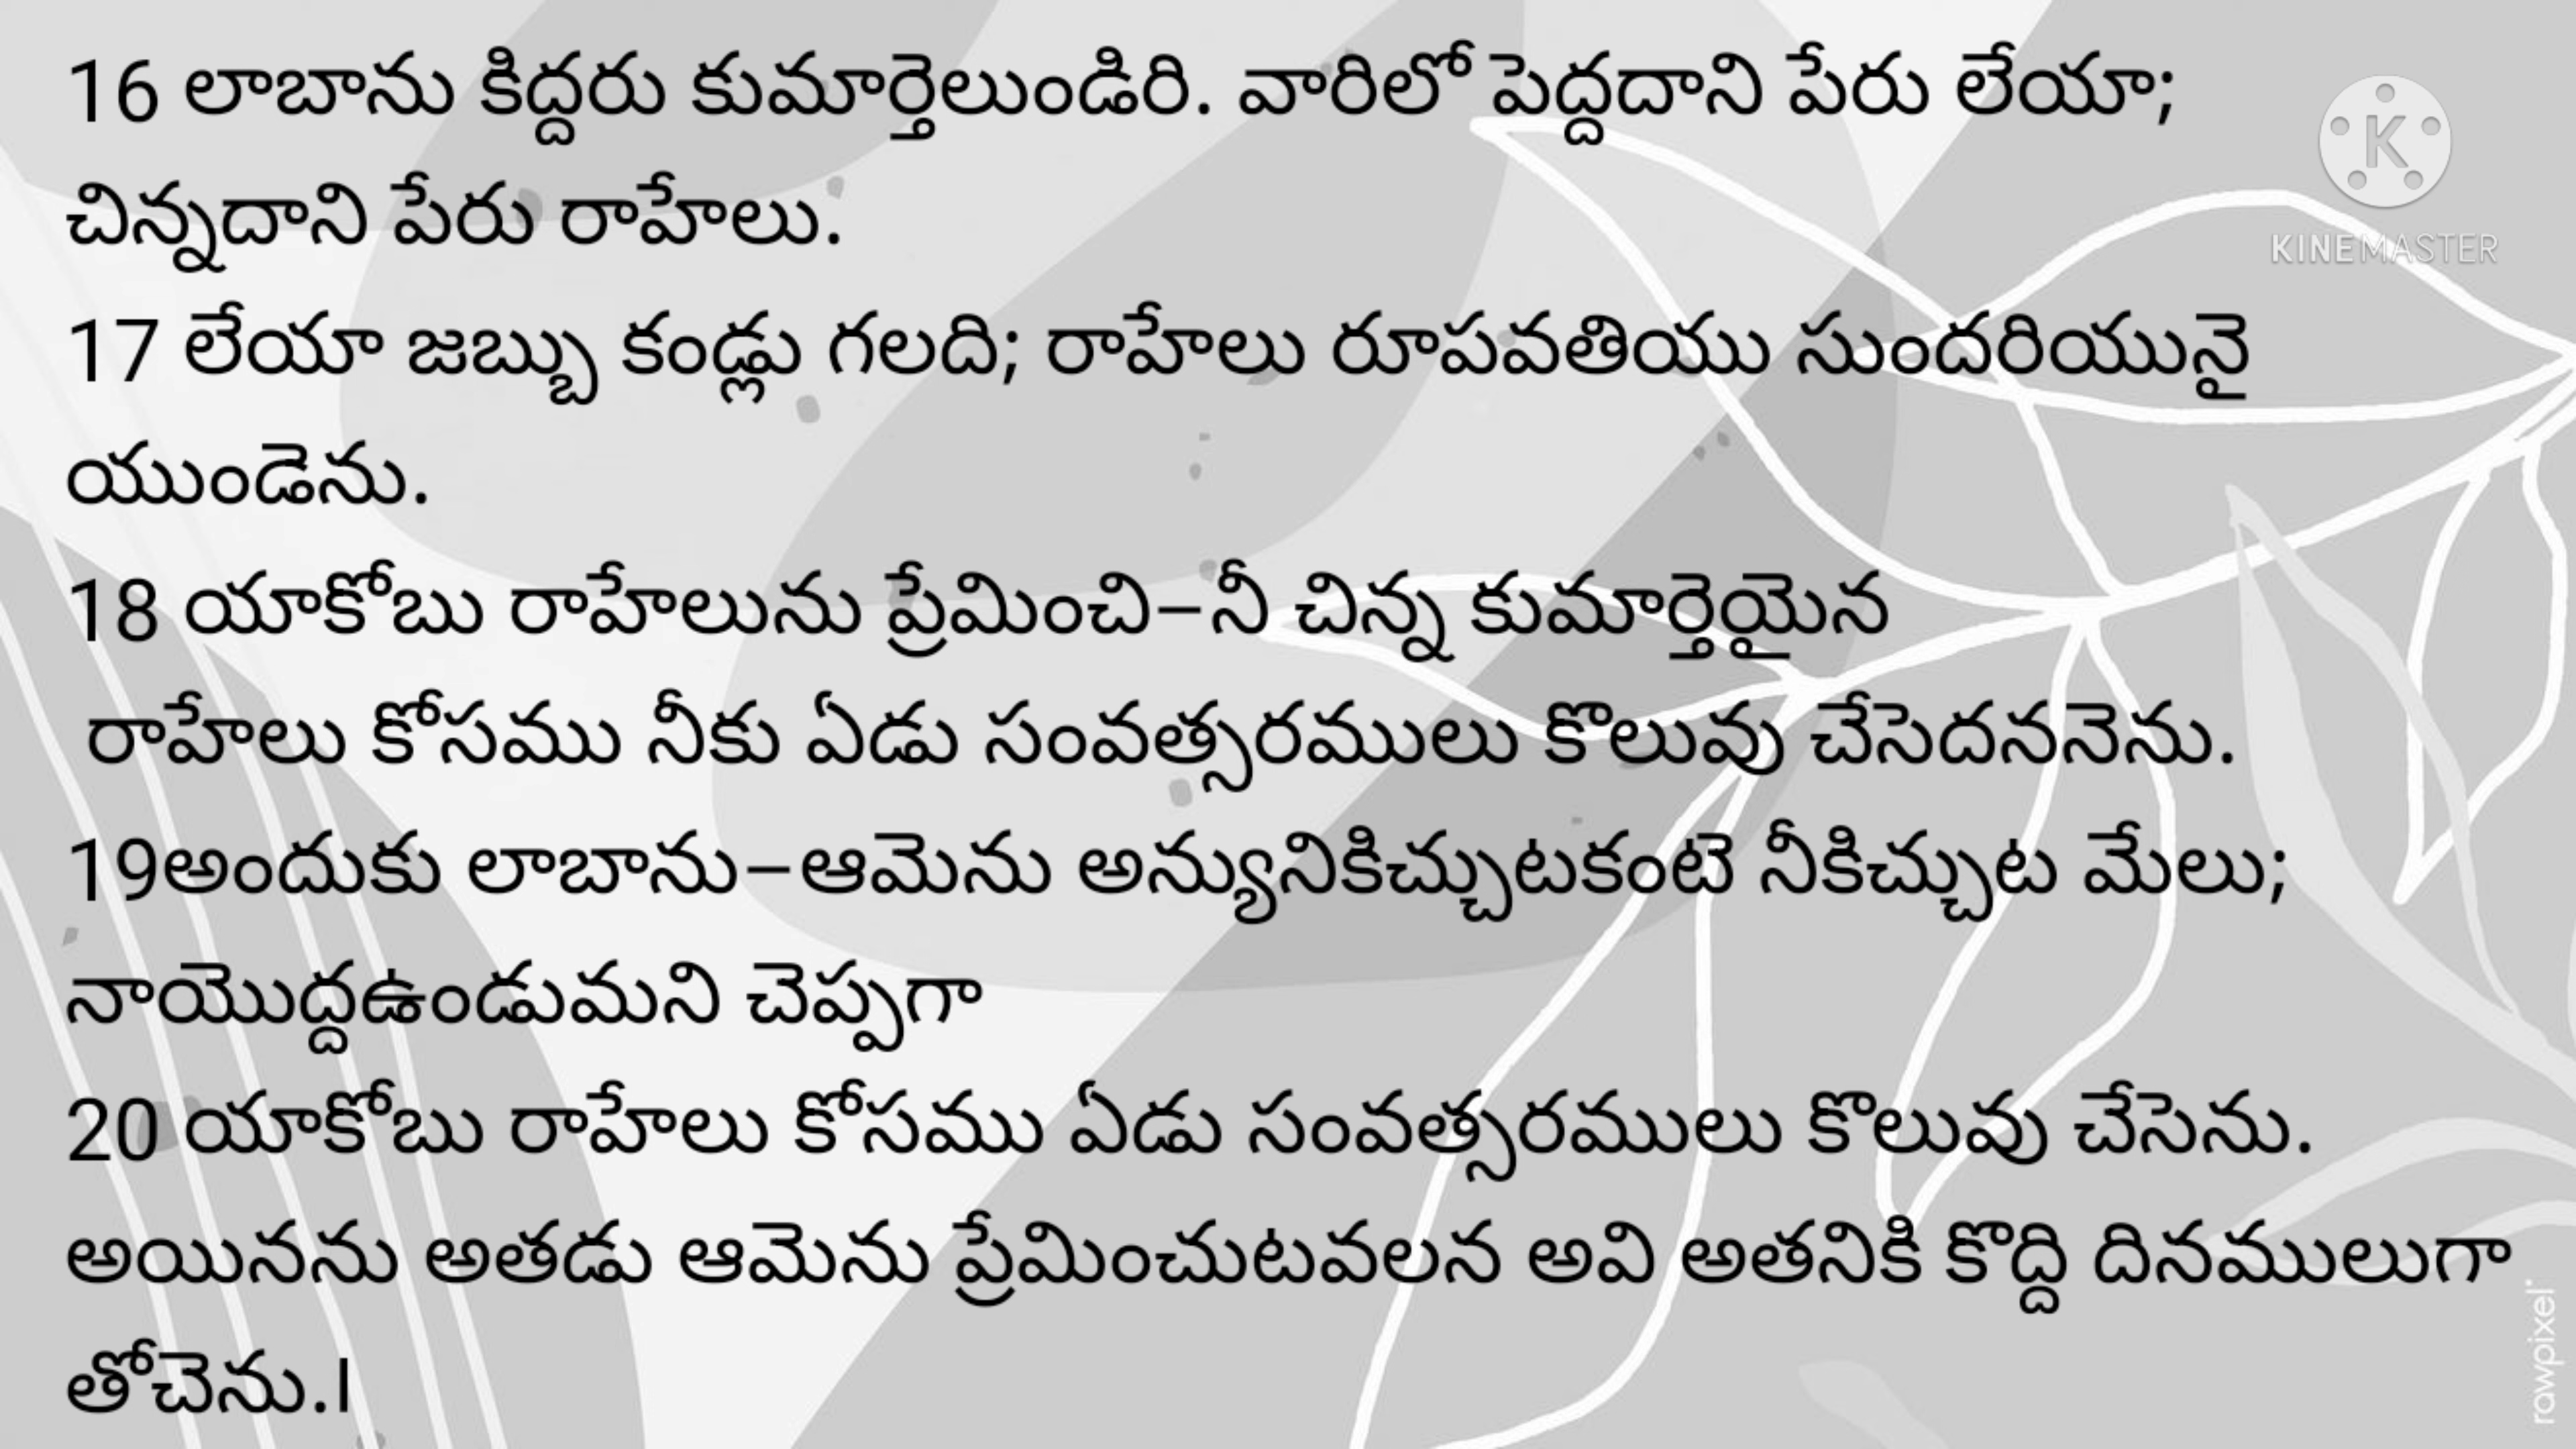 16 లాబాను కిద్దరు కుమార్తెలుండిరి. వారిలో పెద్దదాని పేరు లేయా;
చిన్నదాని పేరు రాహేలు.
17 లేయా జబ్బు కండ్లు గలది; రాహేలు రూపవతియు సుందరియునై
యుండెను.
18 యాకోబు రాహేలును ప్రేమించి–నీ చిన్న కుమార్తెయైన
రాహేలు కోసము నీకు ఏడు సంవత్సరములు కొలువు చేసెదననెను.
19అందుకు లాబాను–ఆమెను అన్యునికిచ్చుటకంటె నీకిచ్చుట మేలు;
నాయొద్దఉండుమని చెప్పగా
20 యాకోబు రాహేలు కోసము ఏడు సంవత్సరములు కొలువు చేసెను.
అయినను అతడు ఆమెను ప్రేమించుటవలన అవి అతనికి కొద్ది దినములుగా
తోచెను.l
K
KINEMASTER
rawpixel